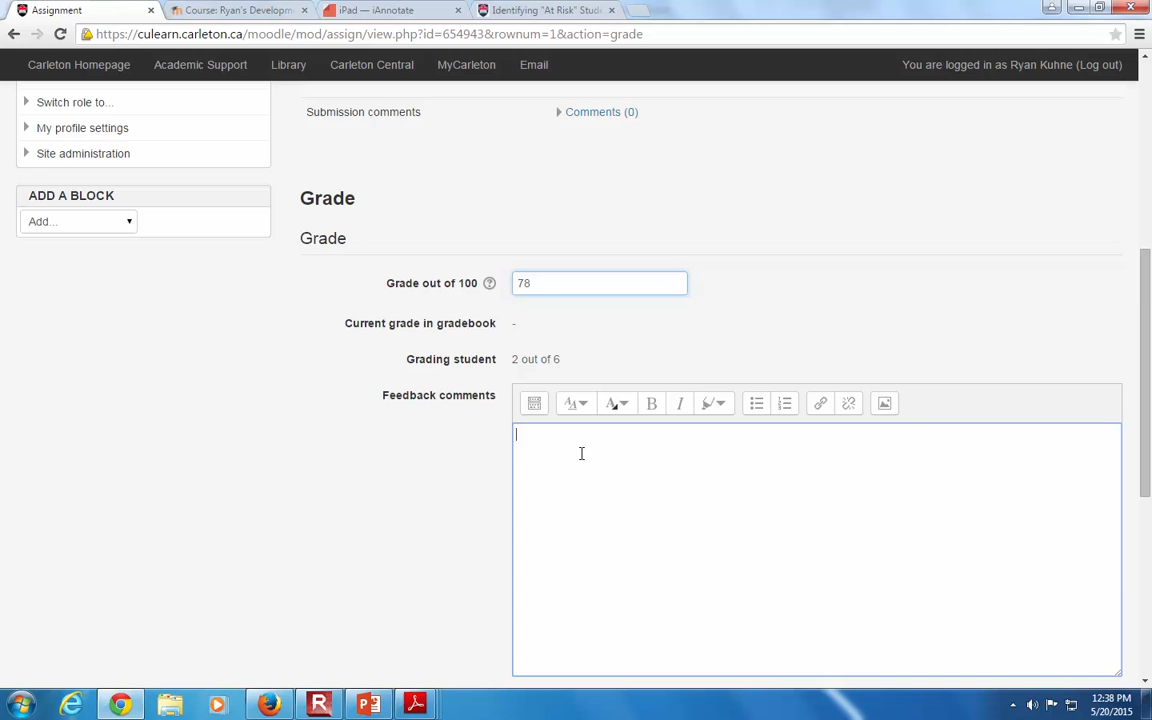 Assignment
Course: Ryan's Developm
iPad — iAnnotate
Identifying "At Risk" Stude
https://culearn.carleton.ca/moodle/mod/assign/view.php?id=654943&rownum=1&action=grade
Carleton Homepage Academic Support Library Carleton Central MyCarleton Email You are logged in as Ryan Kuhne (Log out)
Switch role to...
My profile settings
Site administration
ADD A BLOCK
Add...
Submission comments Comments (0)
Grade
Grade
Grade out of 100 78
Current grade in gradebook -
Grading student 2 out of 6
Feedback comments
12:38 PM
5/20/2015